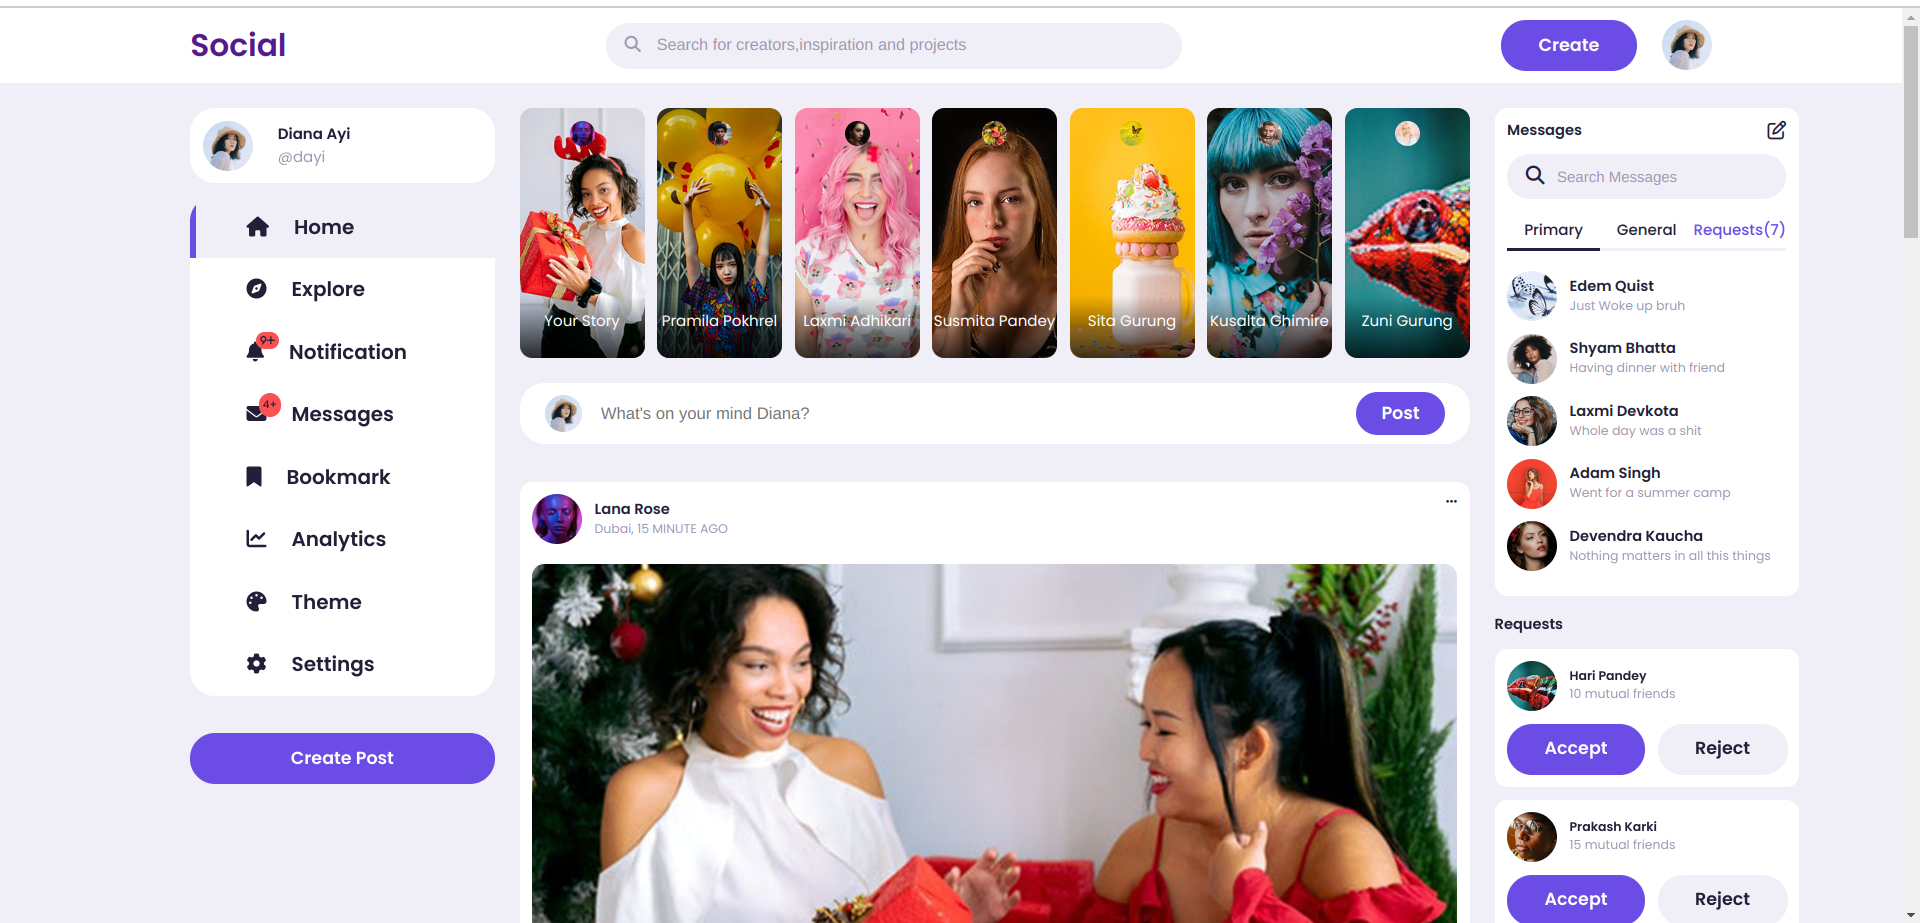 Social
Search for creators,inspiration and projects
Create
Diana Ayi
@dayi
Home
Explore
9+
Notification
4+
Messages
Bookmark
Analytics
Theme
Settings
Create Post
Your Story
Pramila Pokhrel
Laxmi Adhikari
Susmita Pandey
Sita Gurung
Kusalta Ghimire
Zuni Gurung
What's on your mind Diana?
Post
Lana Rose
Dubai, 15 MINUTE AGO
Messages
Search Messages
Primary General Requests(7)
Edem Quist
Just Woke up bruh
Shyam Bhatta
Having dinner with friend
Laxmi Devkota
Whole day was a shit
Adam Singh
Went for a summer camp
Devendra Kaucha
Nothing matters in all this things
Requests
Hari Pandey
10 mutual friends
Accept Reject
Prakash Karki
15 mutual friends
Accept Reject